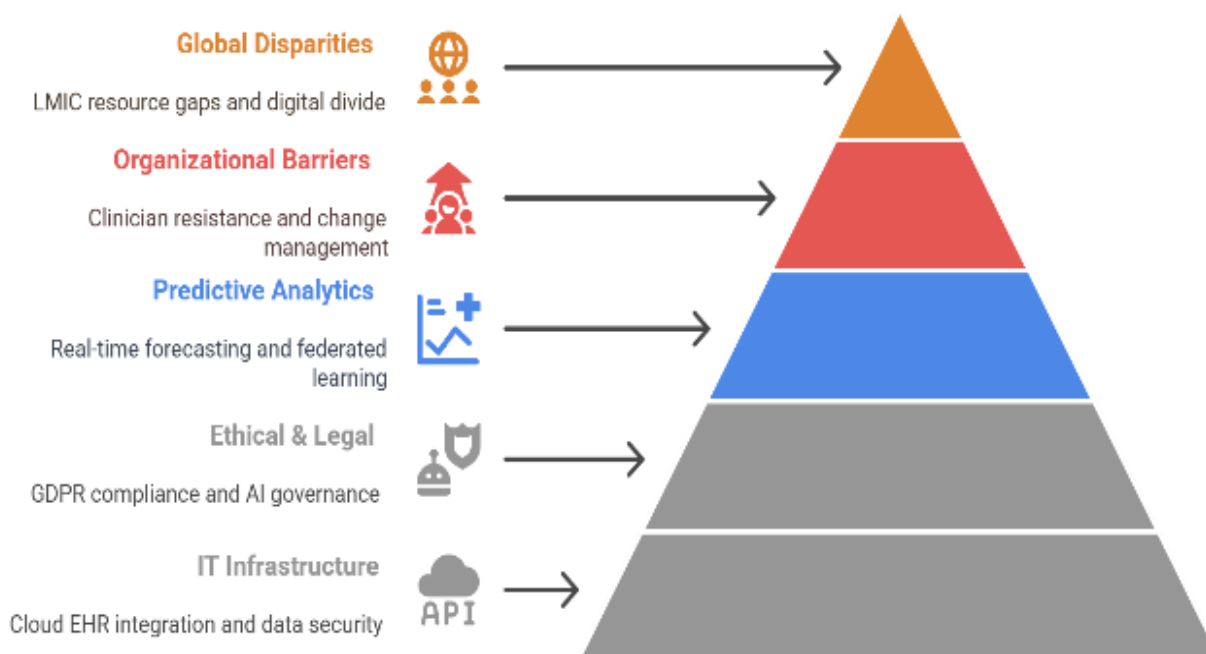 Global Disparities
LMIC resource gaps and digital divide
Organizational Barriers
Clinician resistance and change
management
Predictive Analytics
Real-time forecasting and federated
learning
Ethical & Legal
GDPR compliance and AI governance
IT Infrastructure
API
Cloud EHR integration and data security